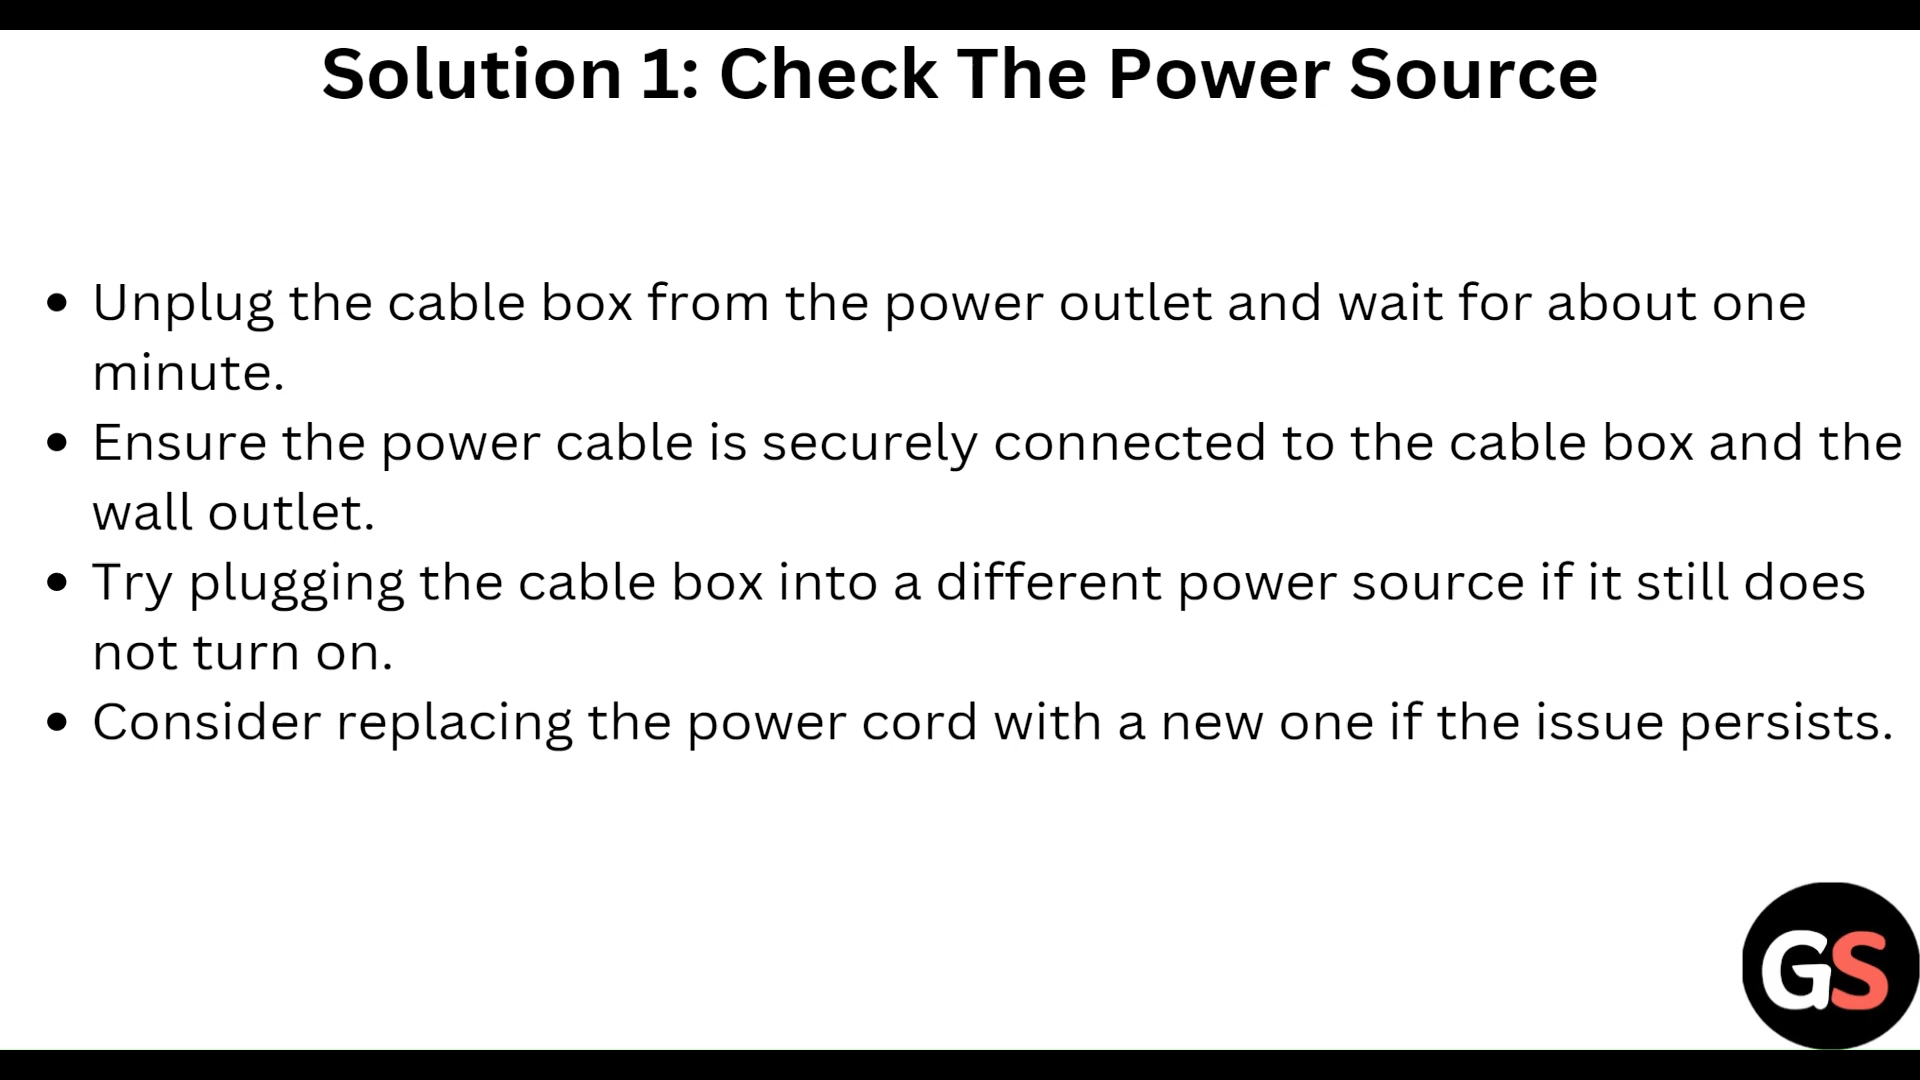 Solution 1: Check The Power Source
• Unplug the cable box from the power outlet and wait for about one
minute.
• Ensure the power cable is securely connected to the cable box and the
wall outlet.
• Try plugging the cable box into a different power source if it still does
not turn on.
• Consider replacing the power cord with a new one if the issue persists.
GS